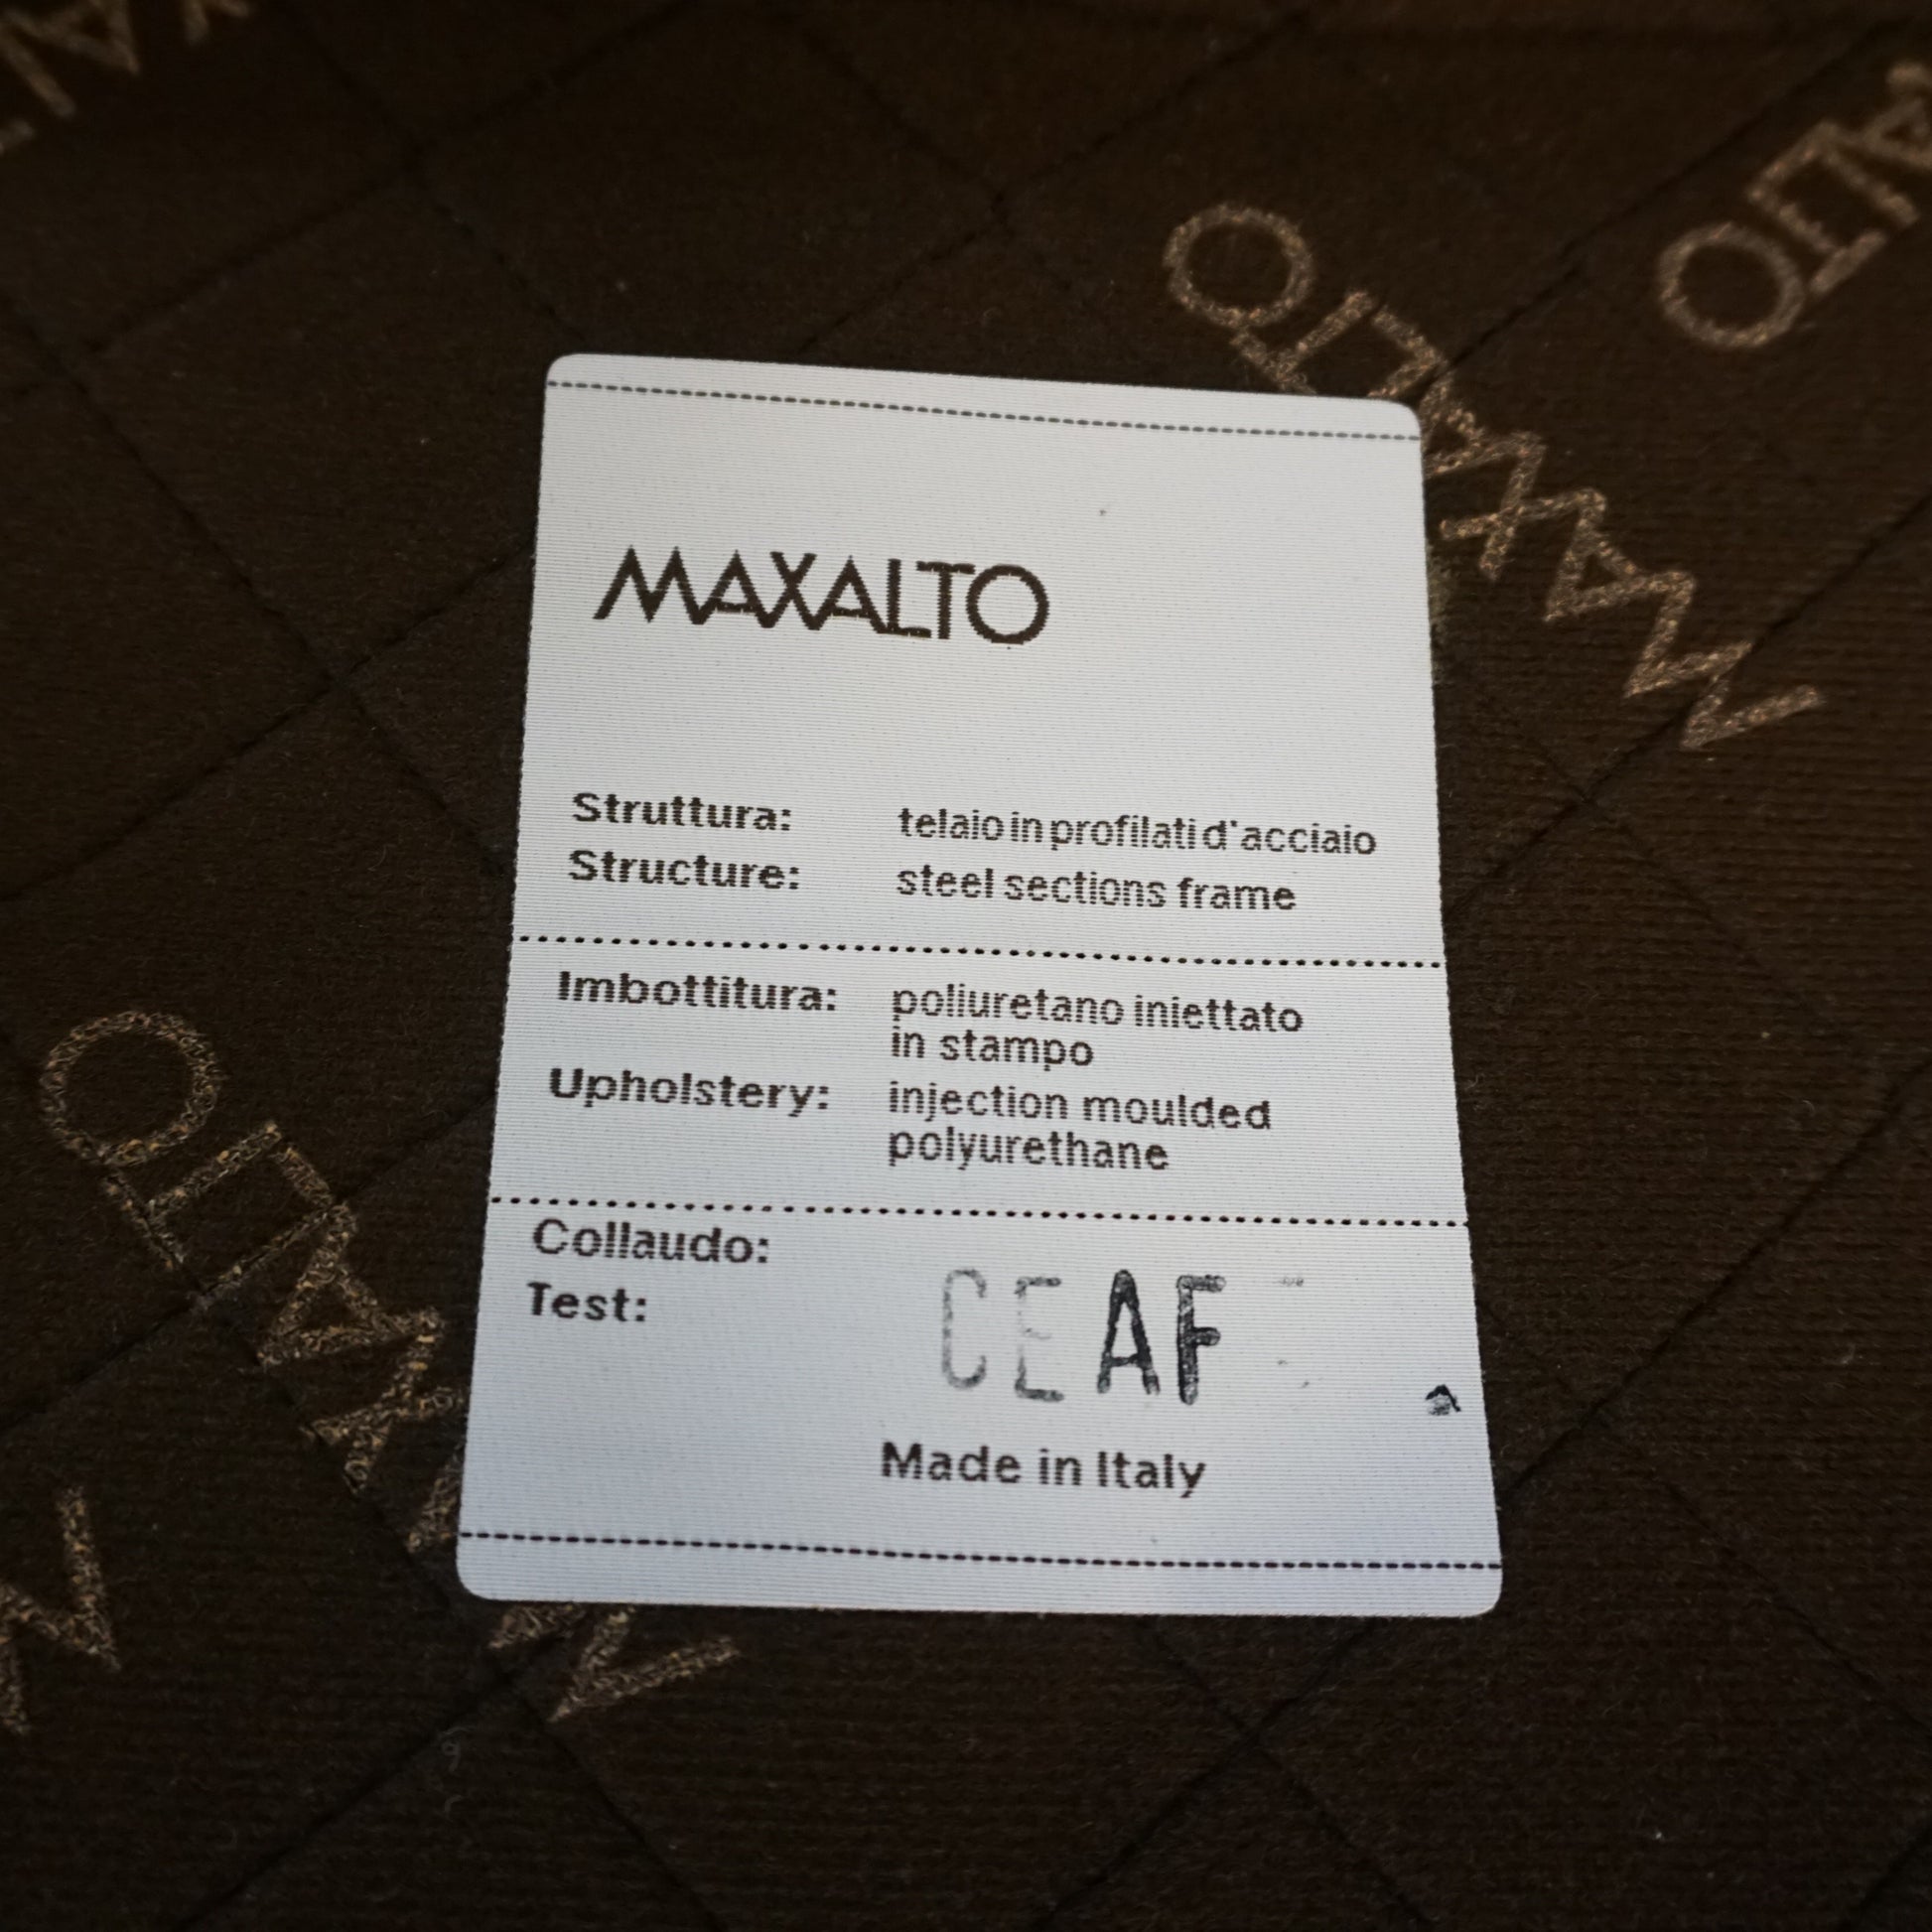 MAXALTO
Struttura: telaio in profilati d'acciaio
Structure: steel sections frame
Imbottitura: poliuretano iniettato
in stampo
Upholstery: injection moulded
polyurethane
Collaudo:
Test: CEAF
Made in Italy
MAXALTO
MAXALTO